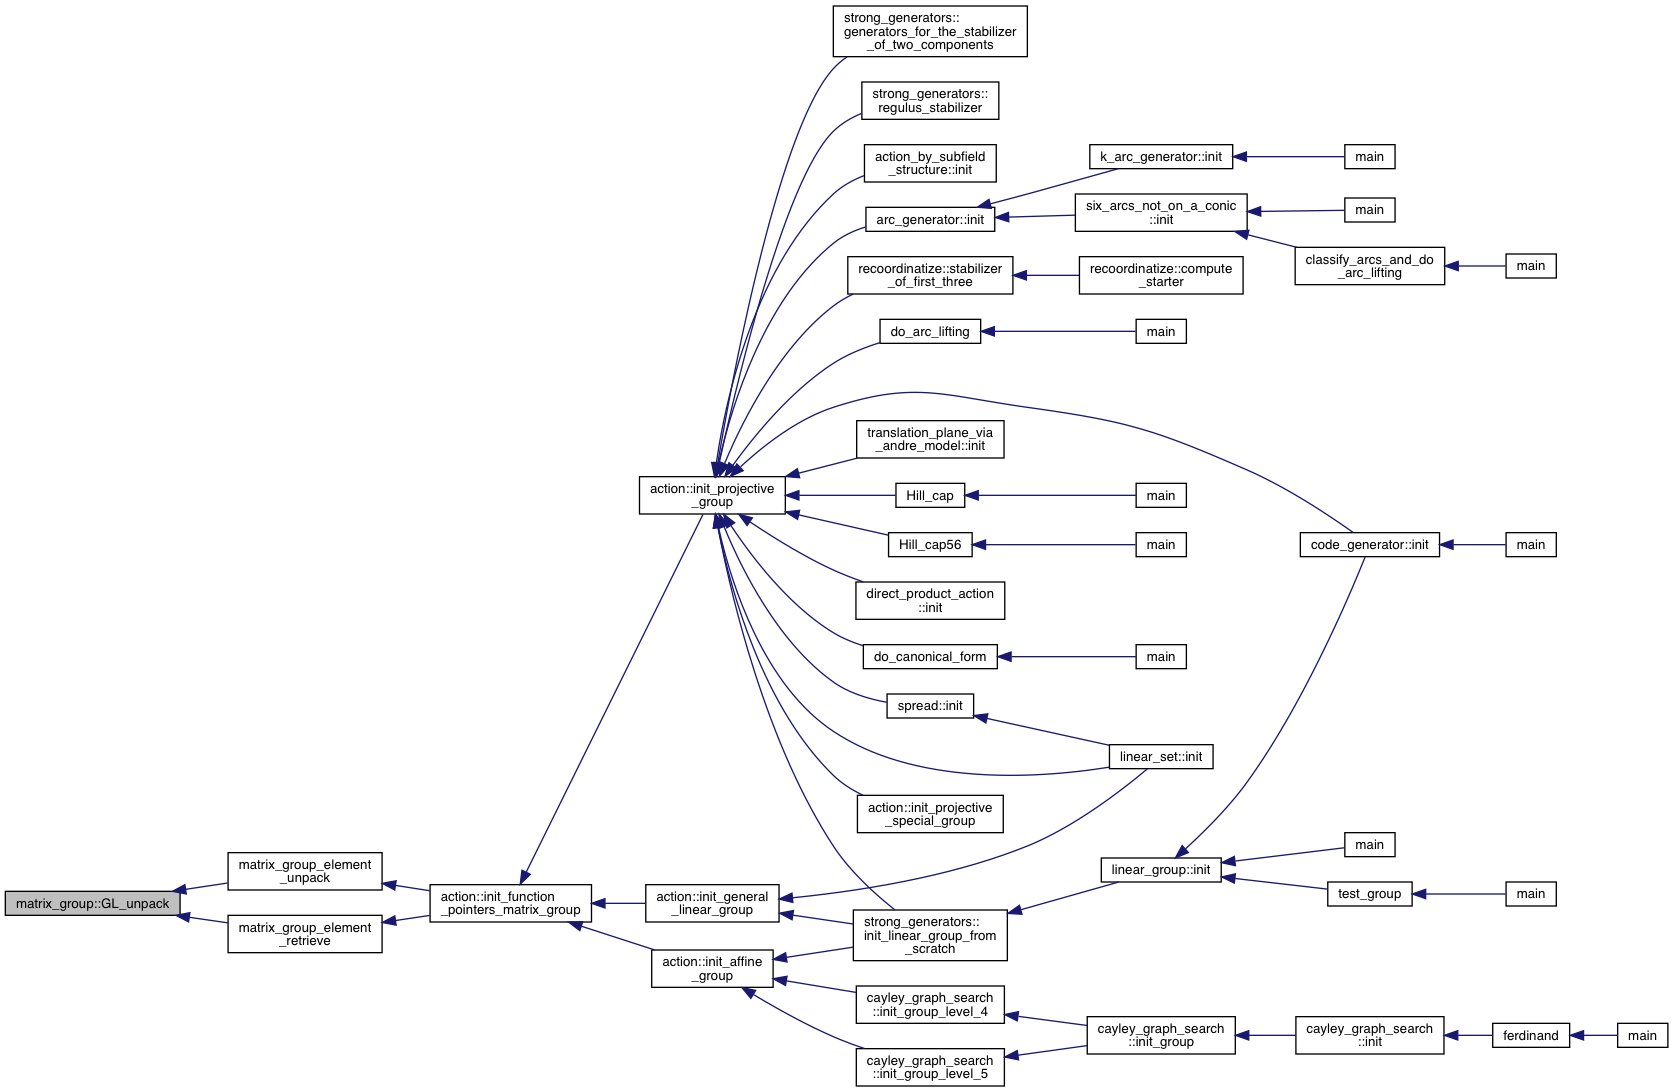 strong_generators::
generators_for_the_stabilizer
_of_two_components
strong_generators::
regulus_stabilizer
action_by_subfield
_structure::init
arc_generator::init
k_arc_generator::init
main
six_arcs_not_on_a_conic
::init
main
classify_arcs_and_do
_arc_lifting
main
recoordinatize::stabilizer
_of_first_three
recoordinatize::compute
_starter
do_arc_lifting
main
translation_plane_via
_andre_model::init
action::init_projective
_group
Hill_cap
main
Hill_cap56
main
code_generator::init
main
direct_product_action
::init
do_canonical_form
main
spread::init
linear_set::init
action::init_projective
_special_group
main
linear_group::init
test_group
main
matrix_group::GL_unpack
matrix_group_element
_unpack
matrix_group_element
_retrieve
action::init_function
_pointers_matrix_group
action::init_general
_linear_group
strong_generators::
init_linear_group_from
_scratch
action::init_affine
_group
cayley_graph_search
::init_group_level_4
cayley_graph_search
::init_group_level_5
cayley_graph_search
::init_group
cayley_graph_search
::init
ferdinand
main